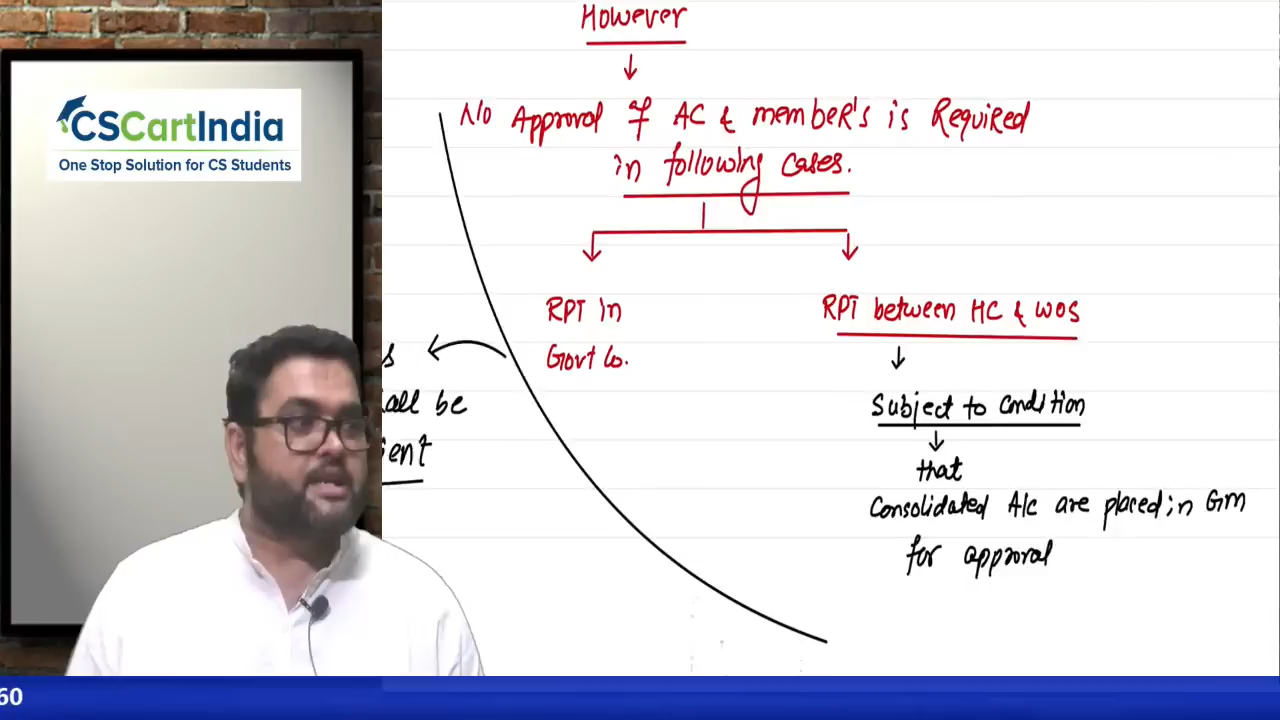 CSCartIndia
One Stop Solution for CS Students
However
No Approval of AC & member's is Required
in following cases.
RPT in
Govt Co.
RPT between HC & WOS
Subject to condition
that
Consolidated A/c are placed in GM
for approval
s
all be
ient
60